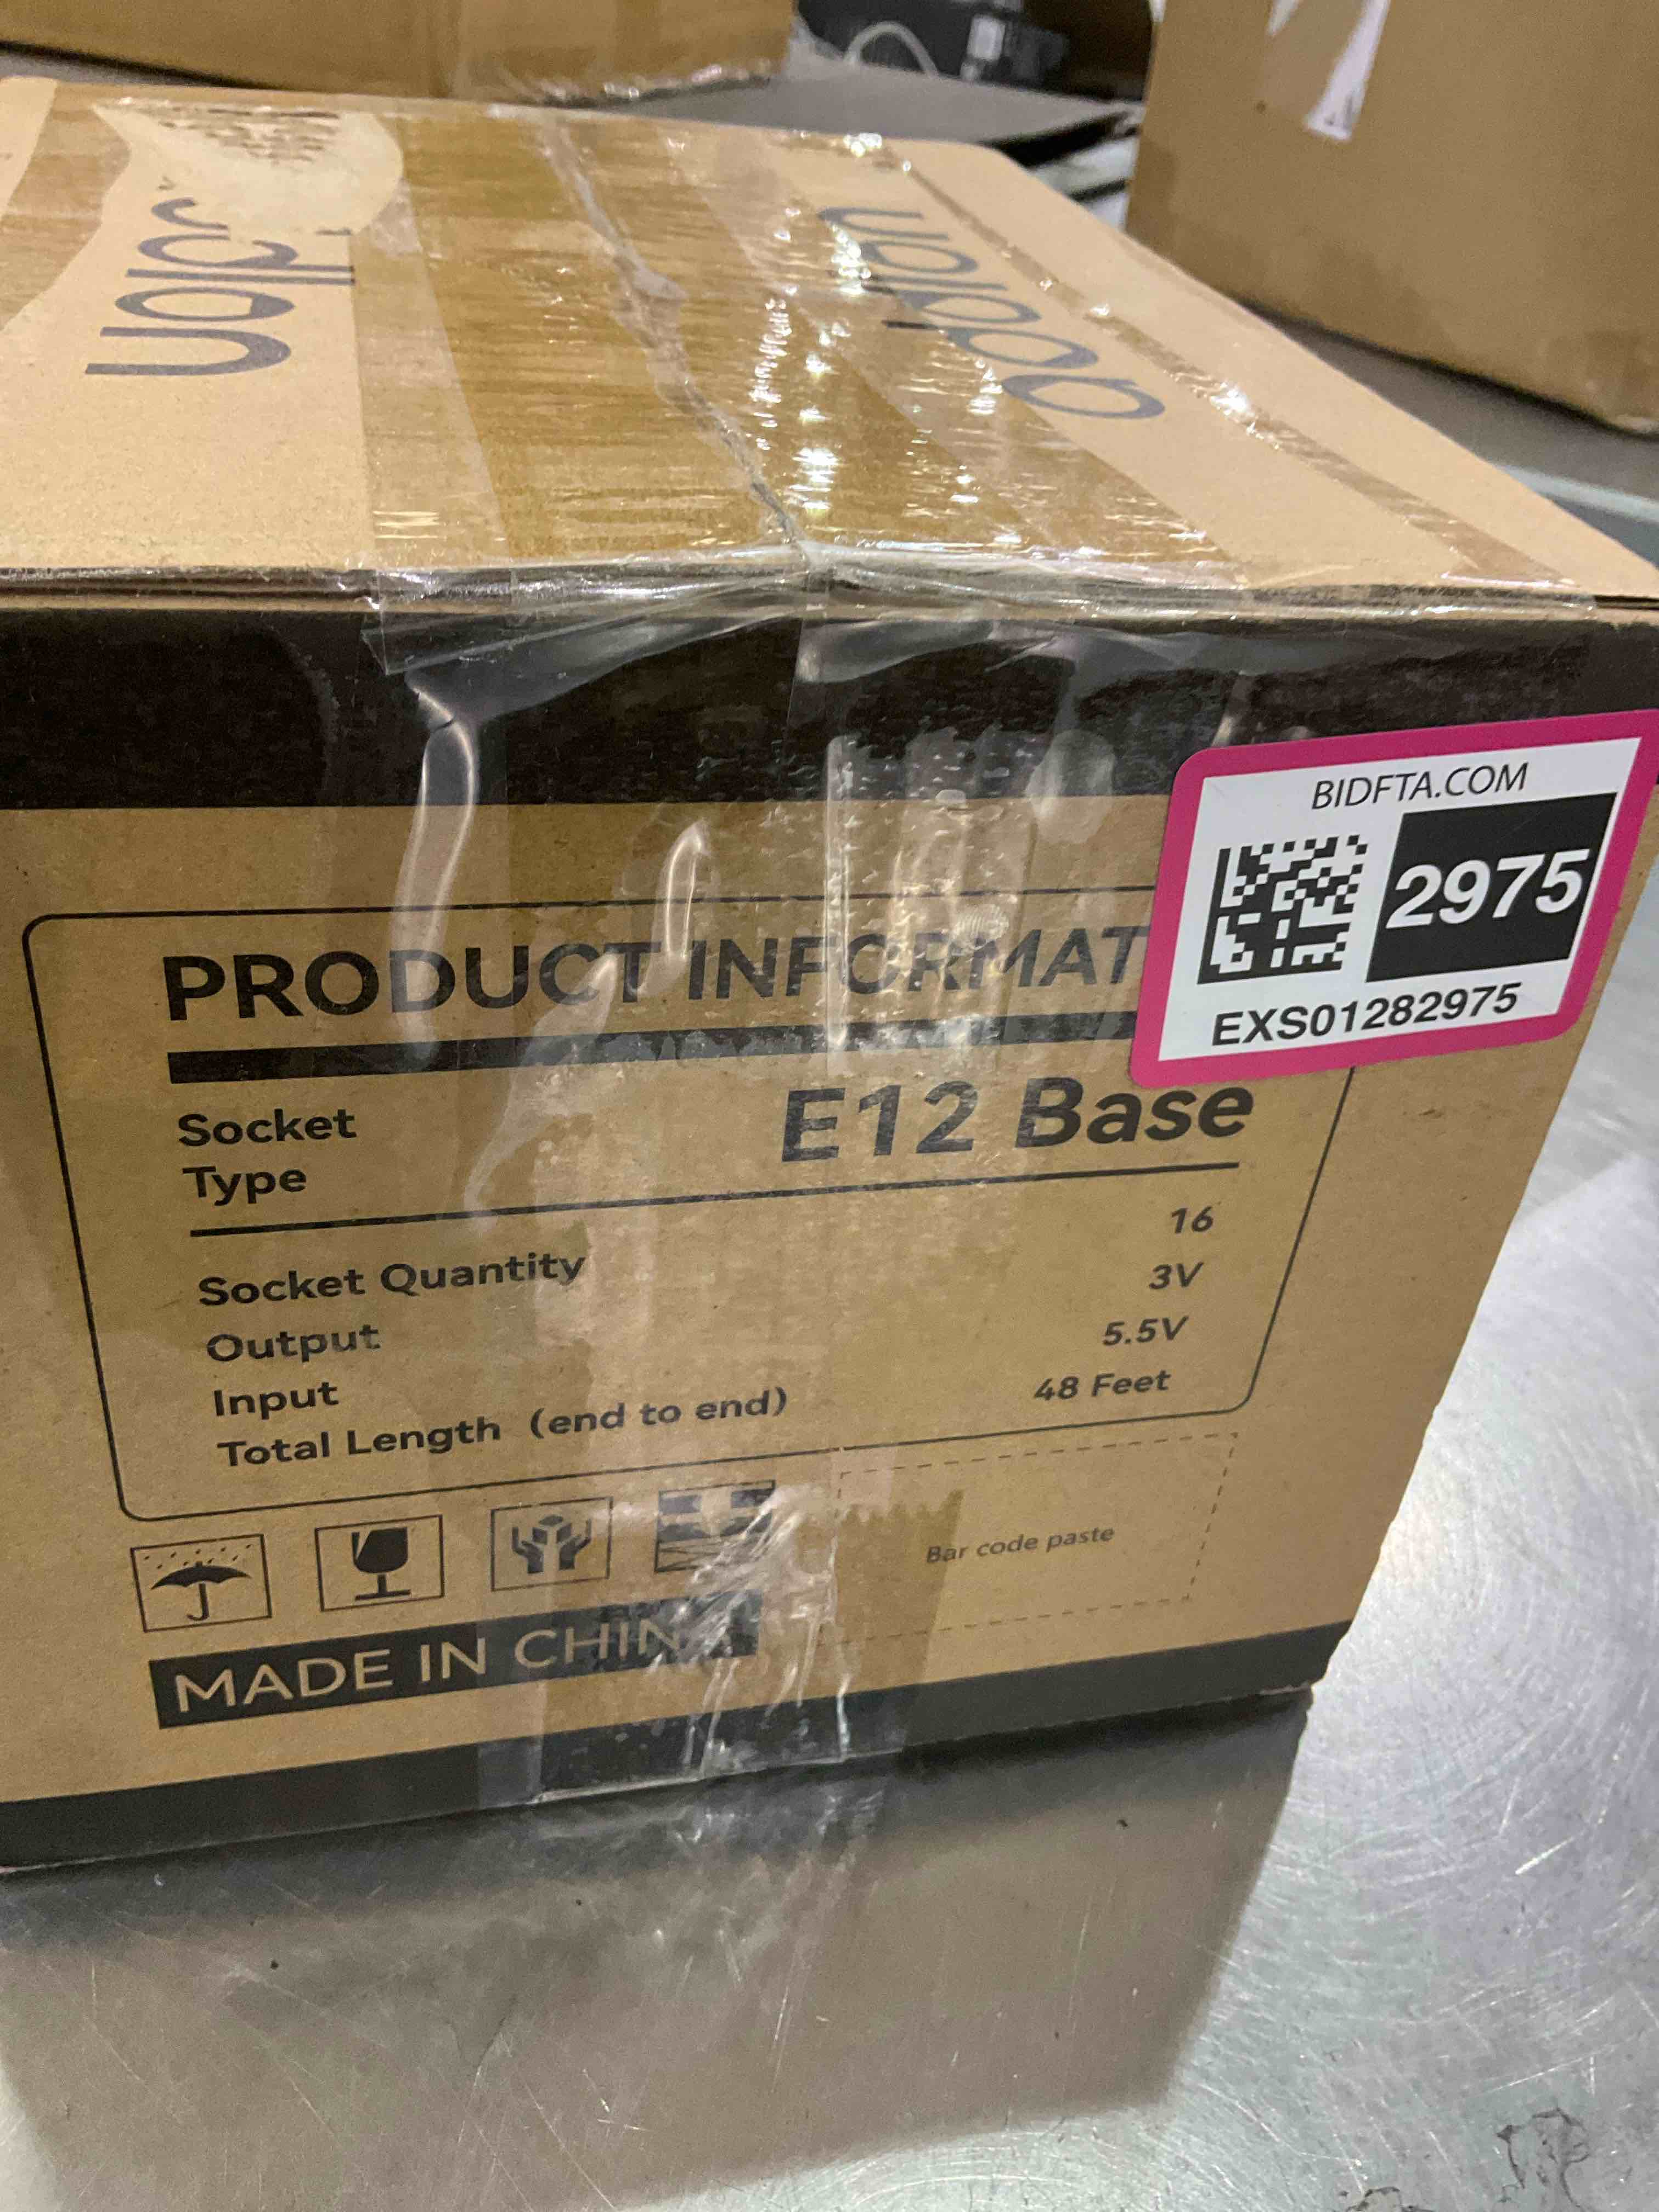 BIDFTA.COM
2975
EXS01282975
PRODUCT INFORMAT
Socket Type
E12 Base
Socket Quantity 16
Output 3V
Input 5.5V
Total Length (end to end) 48 Feet
Bar code paste
MADE IN CHINA